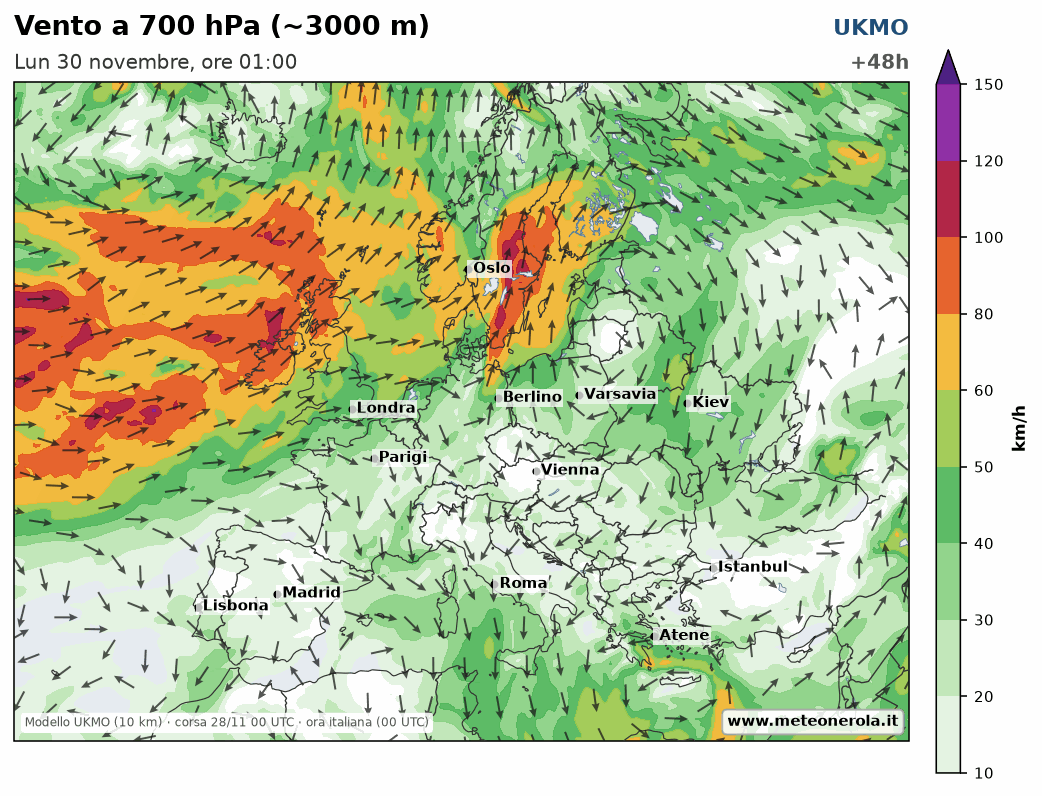 Vento a 700 hPa (~3000 m)
UKMO
Lun 30 novembre, ore 01:00
+48h
150
120
100
80
60
50
40
30
20
10
km/h
Oslo
Berlino
Varsavia
Kiev
Londra
Parigi
Vienna
Istanbul
Roma
Madrid
Lisbona
Atene
Modello UKMO (10 km) · corsa 28/11 00 UTC · ora italiana (00 UTC)
www.meteonerola.it